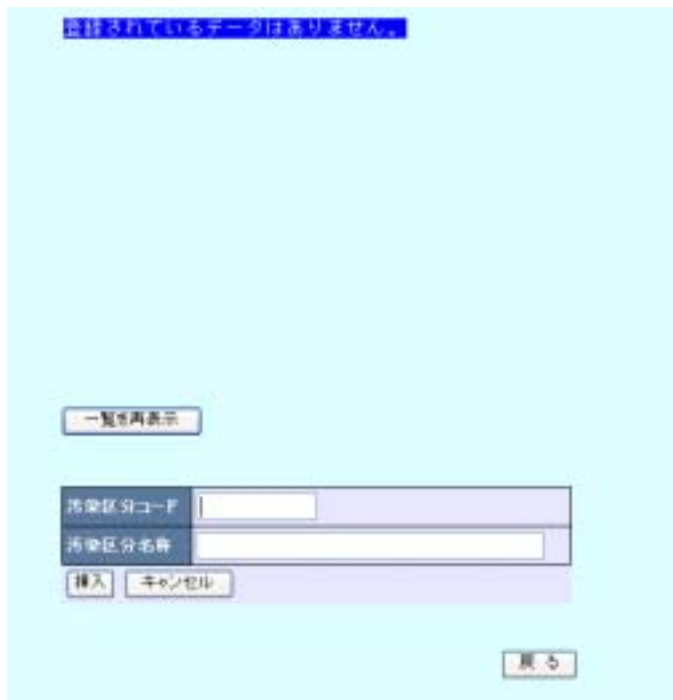 登録されているデータはありません。
一覧を再表示
汚染区分コード
汚染区分名称
挿入 キャンセル
戻る